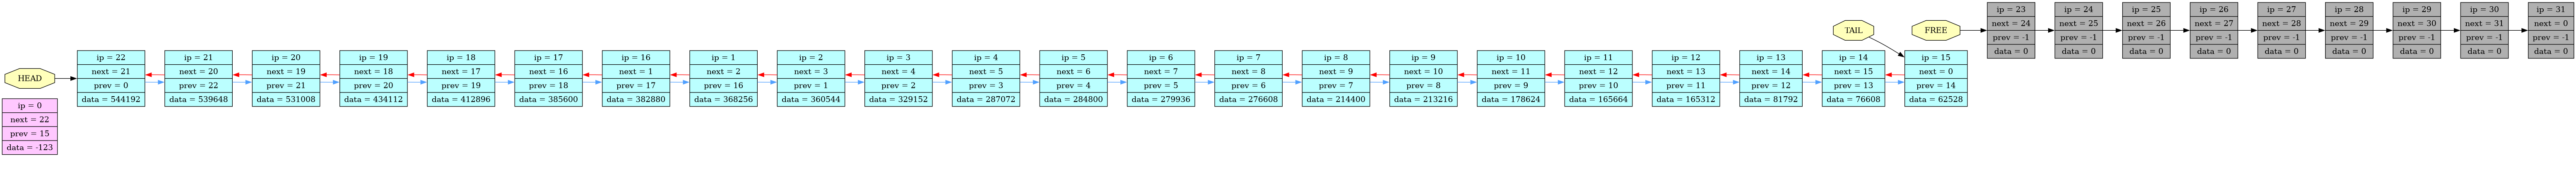 HEAD
ip = 0
next = 22
prev = 15
data = -123
ip = 22
next = 21
prev = 0
data = 544192
ip = 21
next = 20
prev = 22
data = 539648
ip = 20
next = 19
prev = 21
data = 531008
ip = 19
next = 18
prev = 20
data = 434112
ip = 18
next = 17
prev = 19
data = 412896
ip = 17
next = 16
prev = 18
data = 385600
ip = 16
next = 1
prev = 17
data = 382880
ip = 1
next = 2
prev = 16
data = 368256
ip = 2
next = 3
prev = 1
data = 360544
ip = 3
next = 4
prev = 2
data = 329152
ip = 4
next = 5
prev = 3
data = 287072
ip = 5
next = 6
prev = 4
data = 284800
ip = 6
next = 7
prev = 5
data = 279936
ip = 7
next = 8
prev = 6
data = 276608
ip = 8
next = 9
prev = 7
data = 214400
ip = 9
next = 10
prev = 8
data = 213216
ip = 10
next = 11
prev = 9
data = 178624
ip = 11
next = 12
prev = 10
data = 165664
ip = 12
next = 13
prev = 11
data = 165312
ip = 13
next = 14
prev = 12
data = 81792
ip = 14
next = 15
prev = 13
data = 76608
TAIL
ip = 15
next = 0
prev = 14
data = 62528
FREE
ip = 23
next = 24
prev = -1
data = 0
ip = 24
next = 25
prev = -1
data = 0
ip = 25
next = 26
prev = -1
data = 0
ip = 26
next = 27
prev = -1
data = 0
ip = 27
next = 28
prev = -1
data = 0
ip = 28
next = 29
prev = -1
data = 0
ip = 29
next = 30
prev = -1
data = 0
ip = 30
next = 31
prev = -1
data = 0
ip = 31
next = 0
prev = -1
data = 0